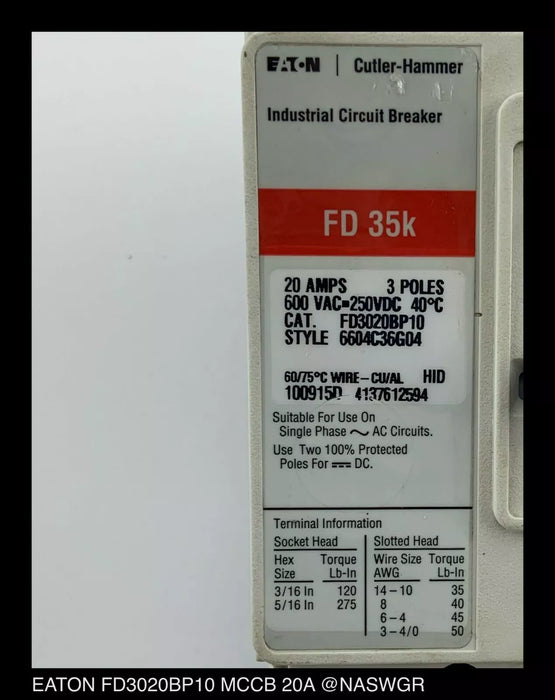 EATON | Cutler-Hammer
Industrial Circuit Breaker
FD 35k
20 AMPS 3 POLES
600 VAC=250VDC 40°C
CAT. FD3020BP10
STYLE 6604C36G04
60/75°C WIRE-CU/AL HID
100915D 4137612594
Suitable For Use On
Single Phase ∼ AC Circuits.
Use Two 100% Protected
Poles For ⎓ DC.
Terminal Information
Socket Head
Hex Torque
Size Lb-In
3/16 In 120
5/16 In 275
Slotted Head
Wire Size Torque
AWG Lb-In
14-10 35
8 40
6-4 45
3-4/0 50
EATON FD3020BP10 MCCB 20A @NASWGR